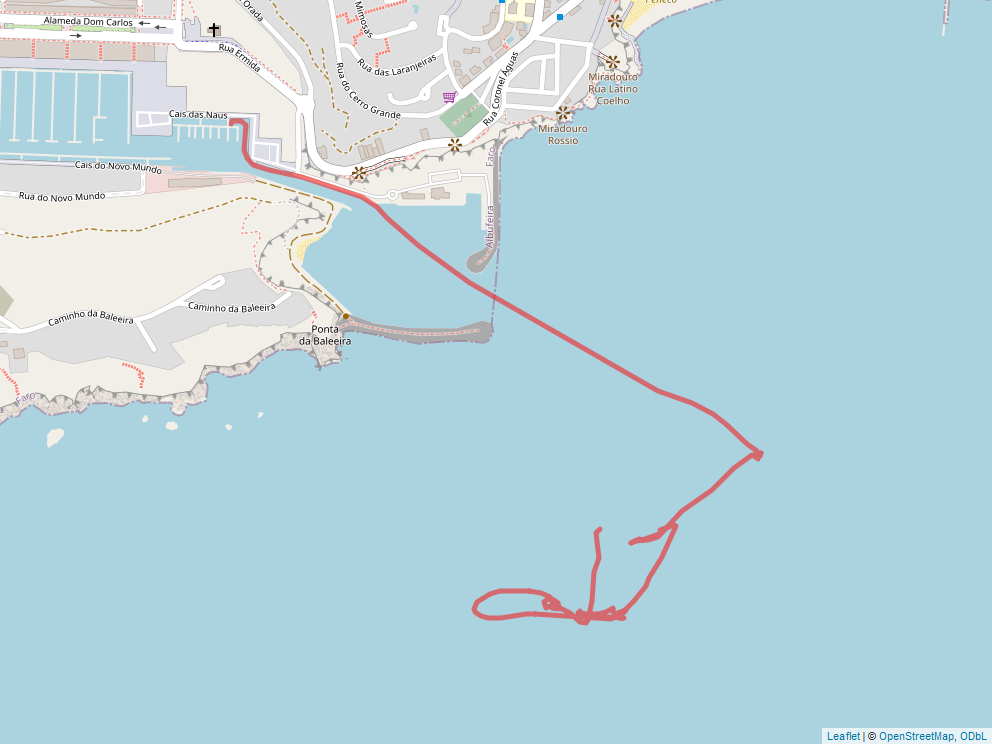 Orada
Mimosas
Peneco
Alameda Dom Carlos
Rua Ermida
Rua das Laranjeiras
Rua do Cerro Grande
Rua Coronel Águas
Miradouro
Rua Latino
Coelho
Miradouro
Rossio
Cais das Naus
Cais do Novo Mundo
Rua do Novo Mundo
Faro
Albufeira
Caminho da Baleeira
Caminho da Baleeira
Ponta
da Baleeira
Faro
Leaflet | © OpenStreetMap, ODbL